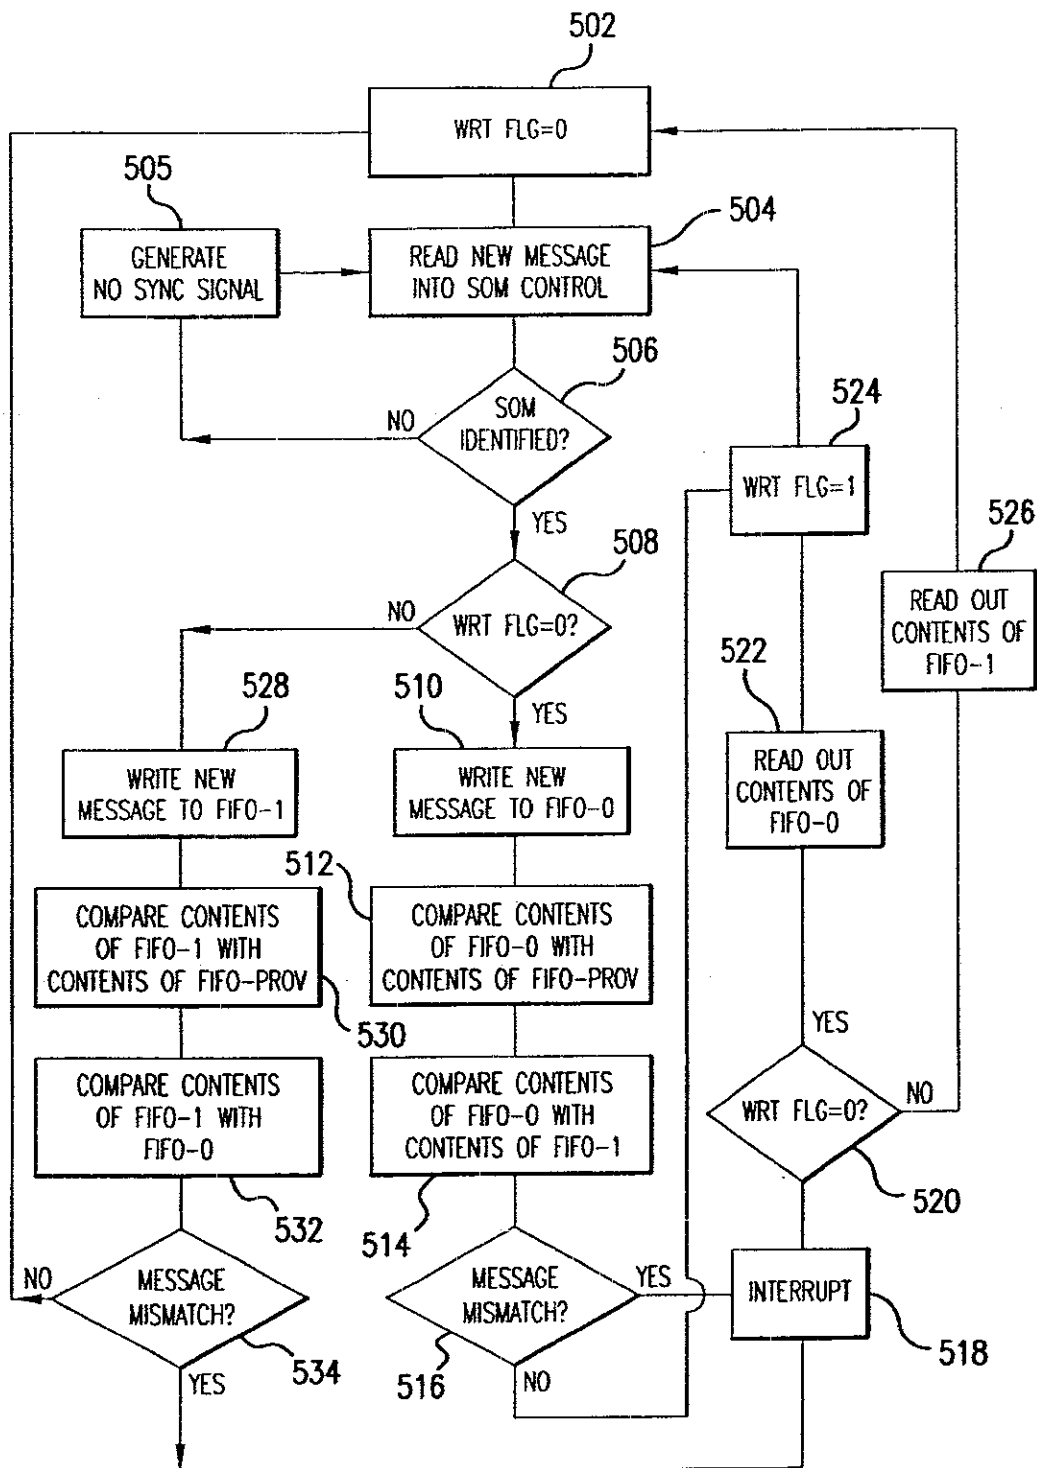 502
WRT FLG=0
505
504
GENERATE
NO SYNC SIGNAL
READ NEW MESSAGE
INTO SOM CONTROL
506
SOM
IDENTIFIED?
NO
YES
524
WRT FLG=1
526
READ OUT
CONTENTS OF
FIFO-1
508
WRT FLG=0?
NO
YES
528
WRITE NEW
MESSAGE TO FIFO-1
510
WRITE NEW
MESSAGE TO FIFO-0
522
READ OUT
CONTENTS OF
FIFO-0
512
COMPARE CONTENTS
OF FIFO-1 WITH
CONTENTS OF FIFO-PROV
530
COMPARE CONTENTS
OF FIFO-0 WITH
CONTENTS OF FIFO-PROV
COMPARE CONTENTS
OF FIFO-1 WITH
FIFO-0
532
COMPARE CONTENTS
OF FIFO-0 WITH
CONTENTS OF FIFO-1
514
YES
WRT FLG=0?
NO
520
NO
MESSAGE
MISMATCH?
534
YES
MESSAGE
MISMATCH?
516
YES
NO
INTERRUPT
518